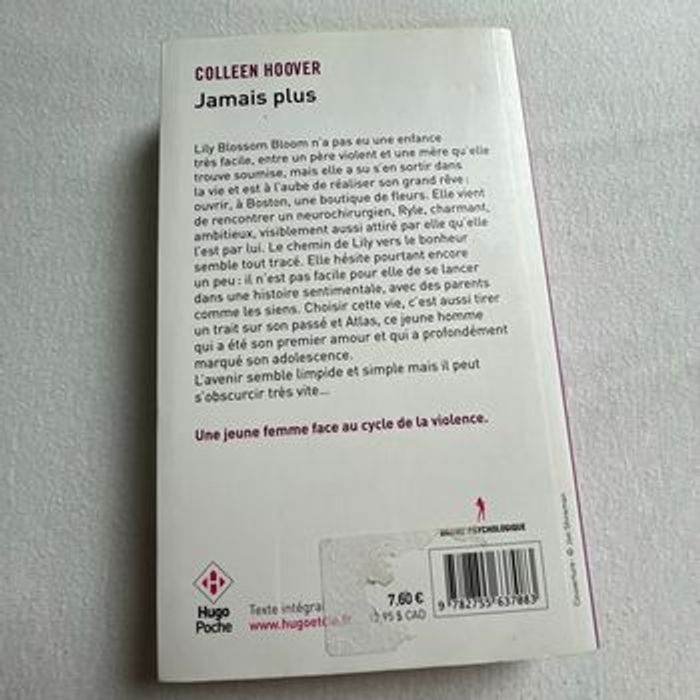 COLLEEN HOOVER
Jamais plus
Lily Blossom Bloom n'a pas eu une enfance
très facile, entre un père violent et une mère qu'elle
trouve soumise, mais elle a su s'en sortir dans
la vie et est à l'aube de réaliser son grand rêve :
ouvrir, à Boston, une boutique de fleurs. Elle vient
de rencontrer un neurochirurgien, Ryle, charmant,
ambitieux, visiblement aussi attiré par elle qu'elle
l'est par lui. Le chemin de Lily vers le bonheur
semble tout tracé. Elle hésite pourtant encore
un peu : il n'est pas facile pour elle de se lancer
dans une histoire sentimentale, avec des parents
comme les siens. Choisir cette vie, c'est aussi tirer
un trait sur son passé et Atlas, ce jeune homme
qui a été son premier amour et qui a profondément
marqué son adolescence.
L'avenir semble limpide et simple mais il peut
s'obscurcir très vite...
Une jeune femme face au cycle de la violence.
PSYCHOLOGIQUE
Hugo
Poche
Texte intégral
www.hugoet
7,60 €
95 $ CAD
9 782755 637083
Couverture : ©